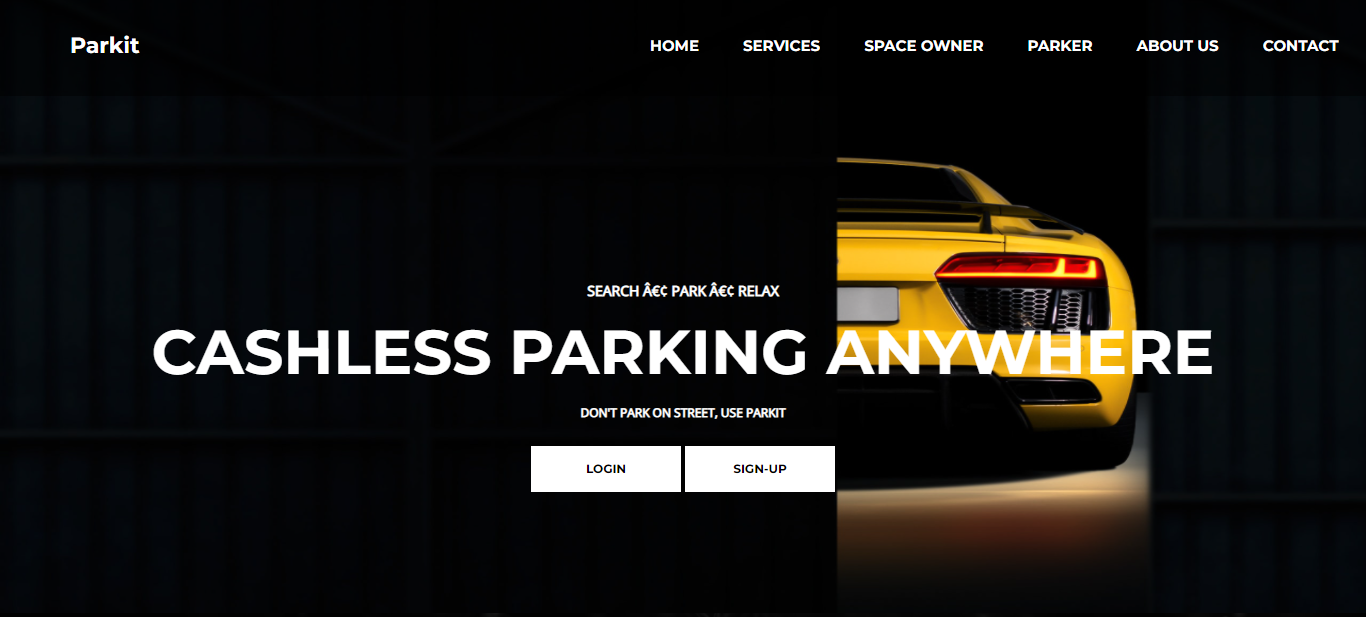 Parkit
HOME SERVICES SPACE OWNER PARKER ABOUT US CONTACT
SEARCH Â€¢ PARK Â€¢ RELAX
CASHLESS PARKING ANYWHERE
DON'T PARK ON STREET, USE PARKIT
LOGIN SIGN-UP